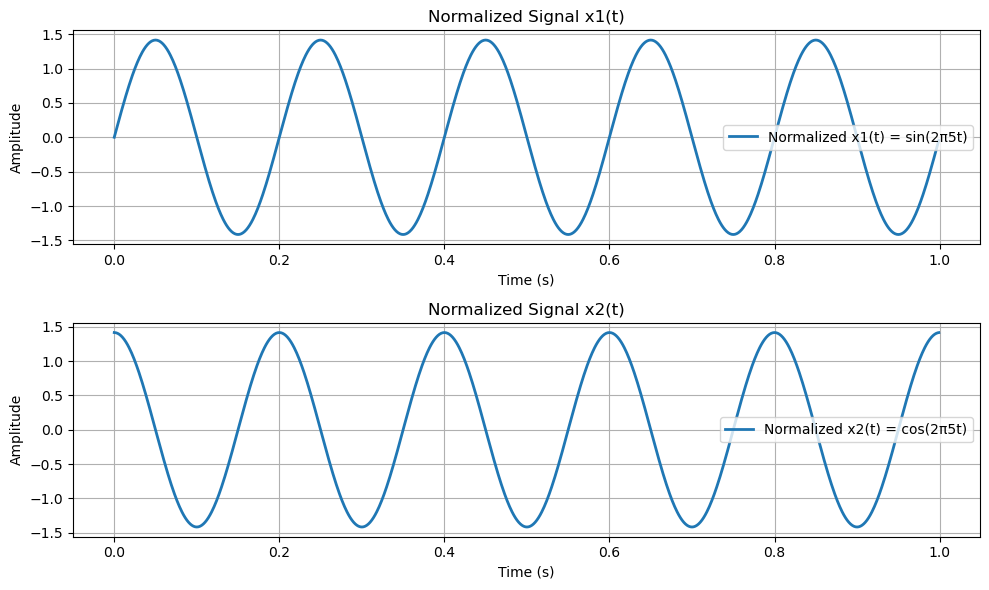 Normalized Signal x1(t)
1.5
1.0
0.5
0.0
−0.5
−1.0
−1.5
Amplitude
Normalized x1(t) = sin(2π5t)
0.0 0.2 0.4 0.6 0.8 1.0
Time (s)
Normalized Signal x2(t)
1.5
1.0
0.5
0.0
−0.5
−1.0
−1.5
Amplitude
Normalized x2(t) = cos(2π5t)
0.0 0.2 0.4 0.6 0.8 1.0
Time (s)